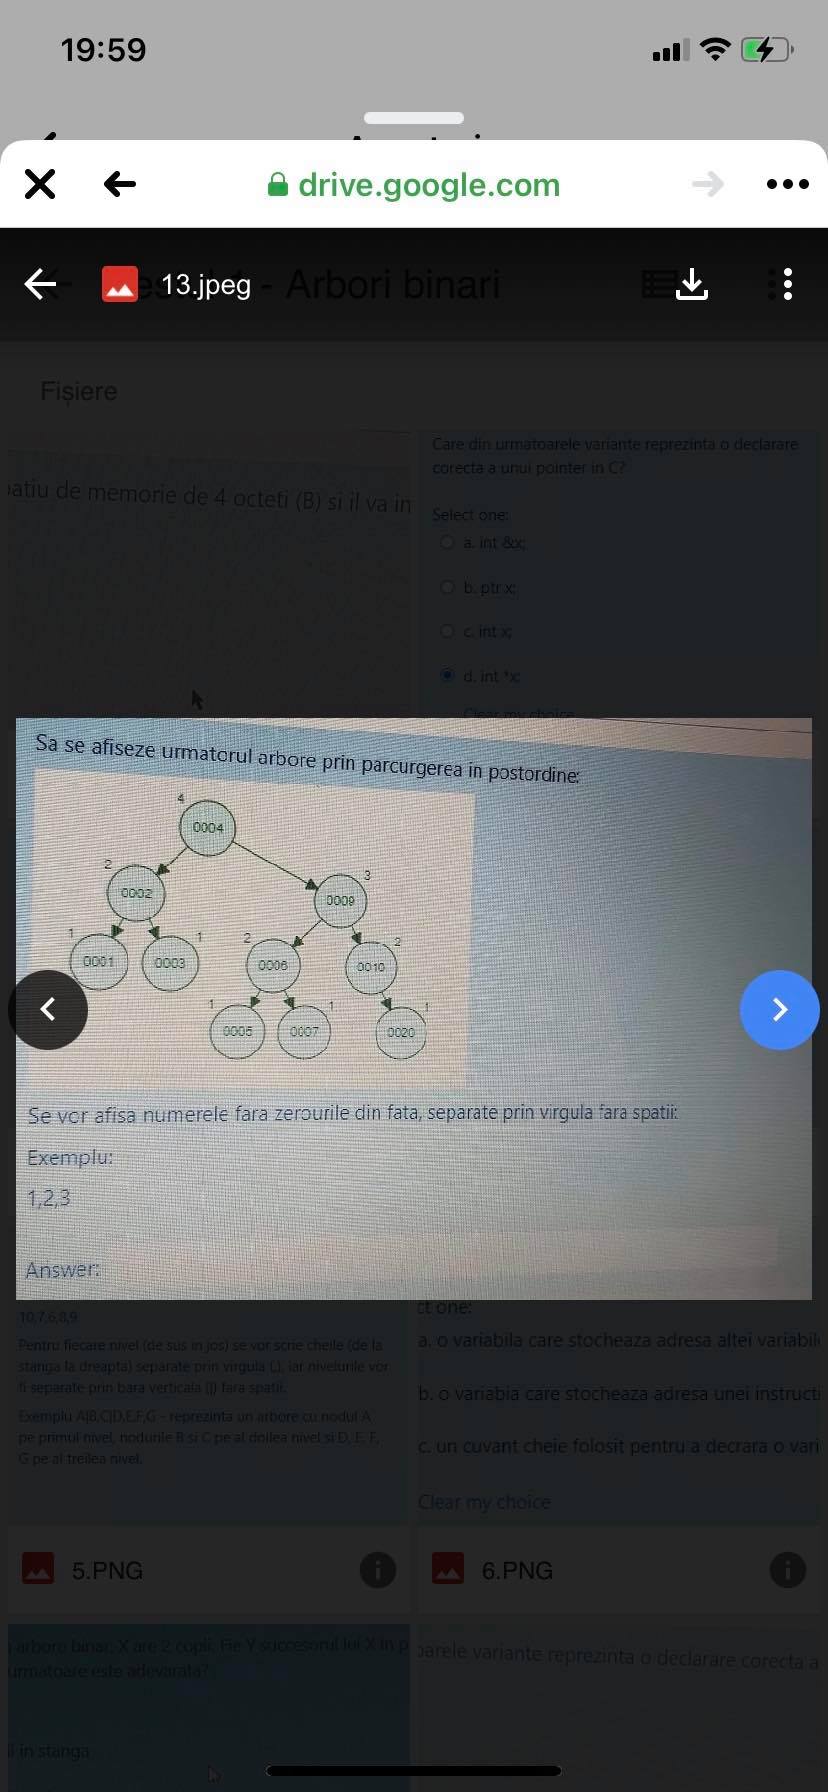 19:59
drive.google.com
13.jpeg
- Arbori binari
Fișiere
de memorie de 4 octeti (B) si il va in
Care din urmatoarele variante reprezinta o declarare
corecta a unui pointer in C?
Select one:
a. int &x;
b. ptr x;
c. int x;
d. int *x;
Clear my choice
Sa se afiseze urmatorul arbore prin parcurgerea in postordine:
4
0004
2
0002
3
0009
1
0001
1
0003
2
0006
2
0010
1
0005
1
0007
1
0020
Se vor afisa numerele fara zerourile din fata, separate prin virgula fara spatii:
Exemplu:
1,2,3
Answer:
10,7,6,8,9
Pentru fiecare nivel (de sus in jos) se vor scrie cheile (de la
stanga la dreapta) separate prin virgula (,), iar nivelurile vor
fi separate prin bara verticala (|) fara spatii.
Exemplu A|B,C|D,E,F,G - reprezinta un arbore cu nodul A
pe primul nivel, nodurile B si C pe al doilea nivel si D, E, F,
G pe al treilea nivel.
ct one:
a. o variabila care stocheaza adresa altei variabil
b. o variabia care stocheaza adresa unei instructi
c. un cuvant cheie folosit pentru a decrara o vari
Clear my choice
5.PNG
6.PNG
arbore binar, X are 2 copii. Fie Y succesorul lui X in p
urmatoare este adevarata?
in stanga
oarele variante reprezinta o declarare corecta a